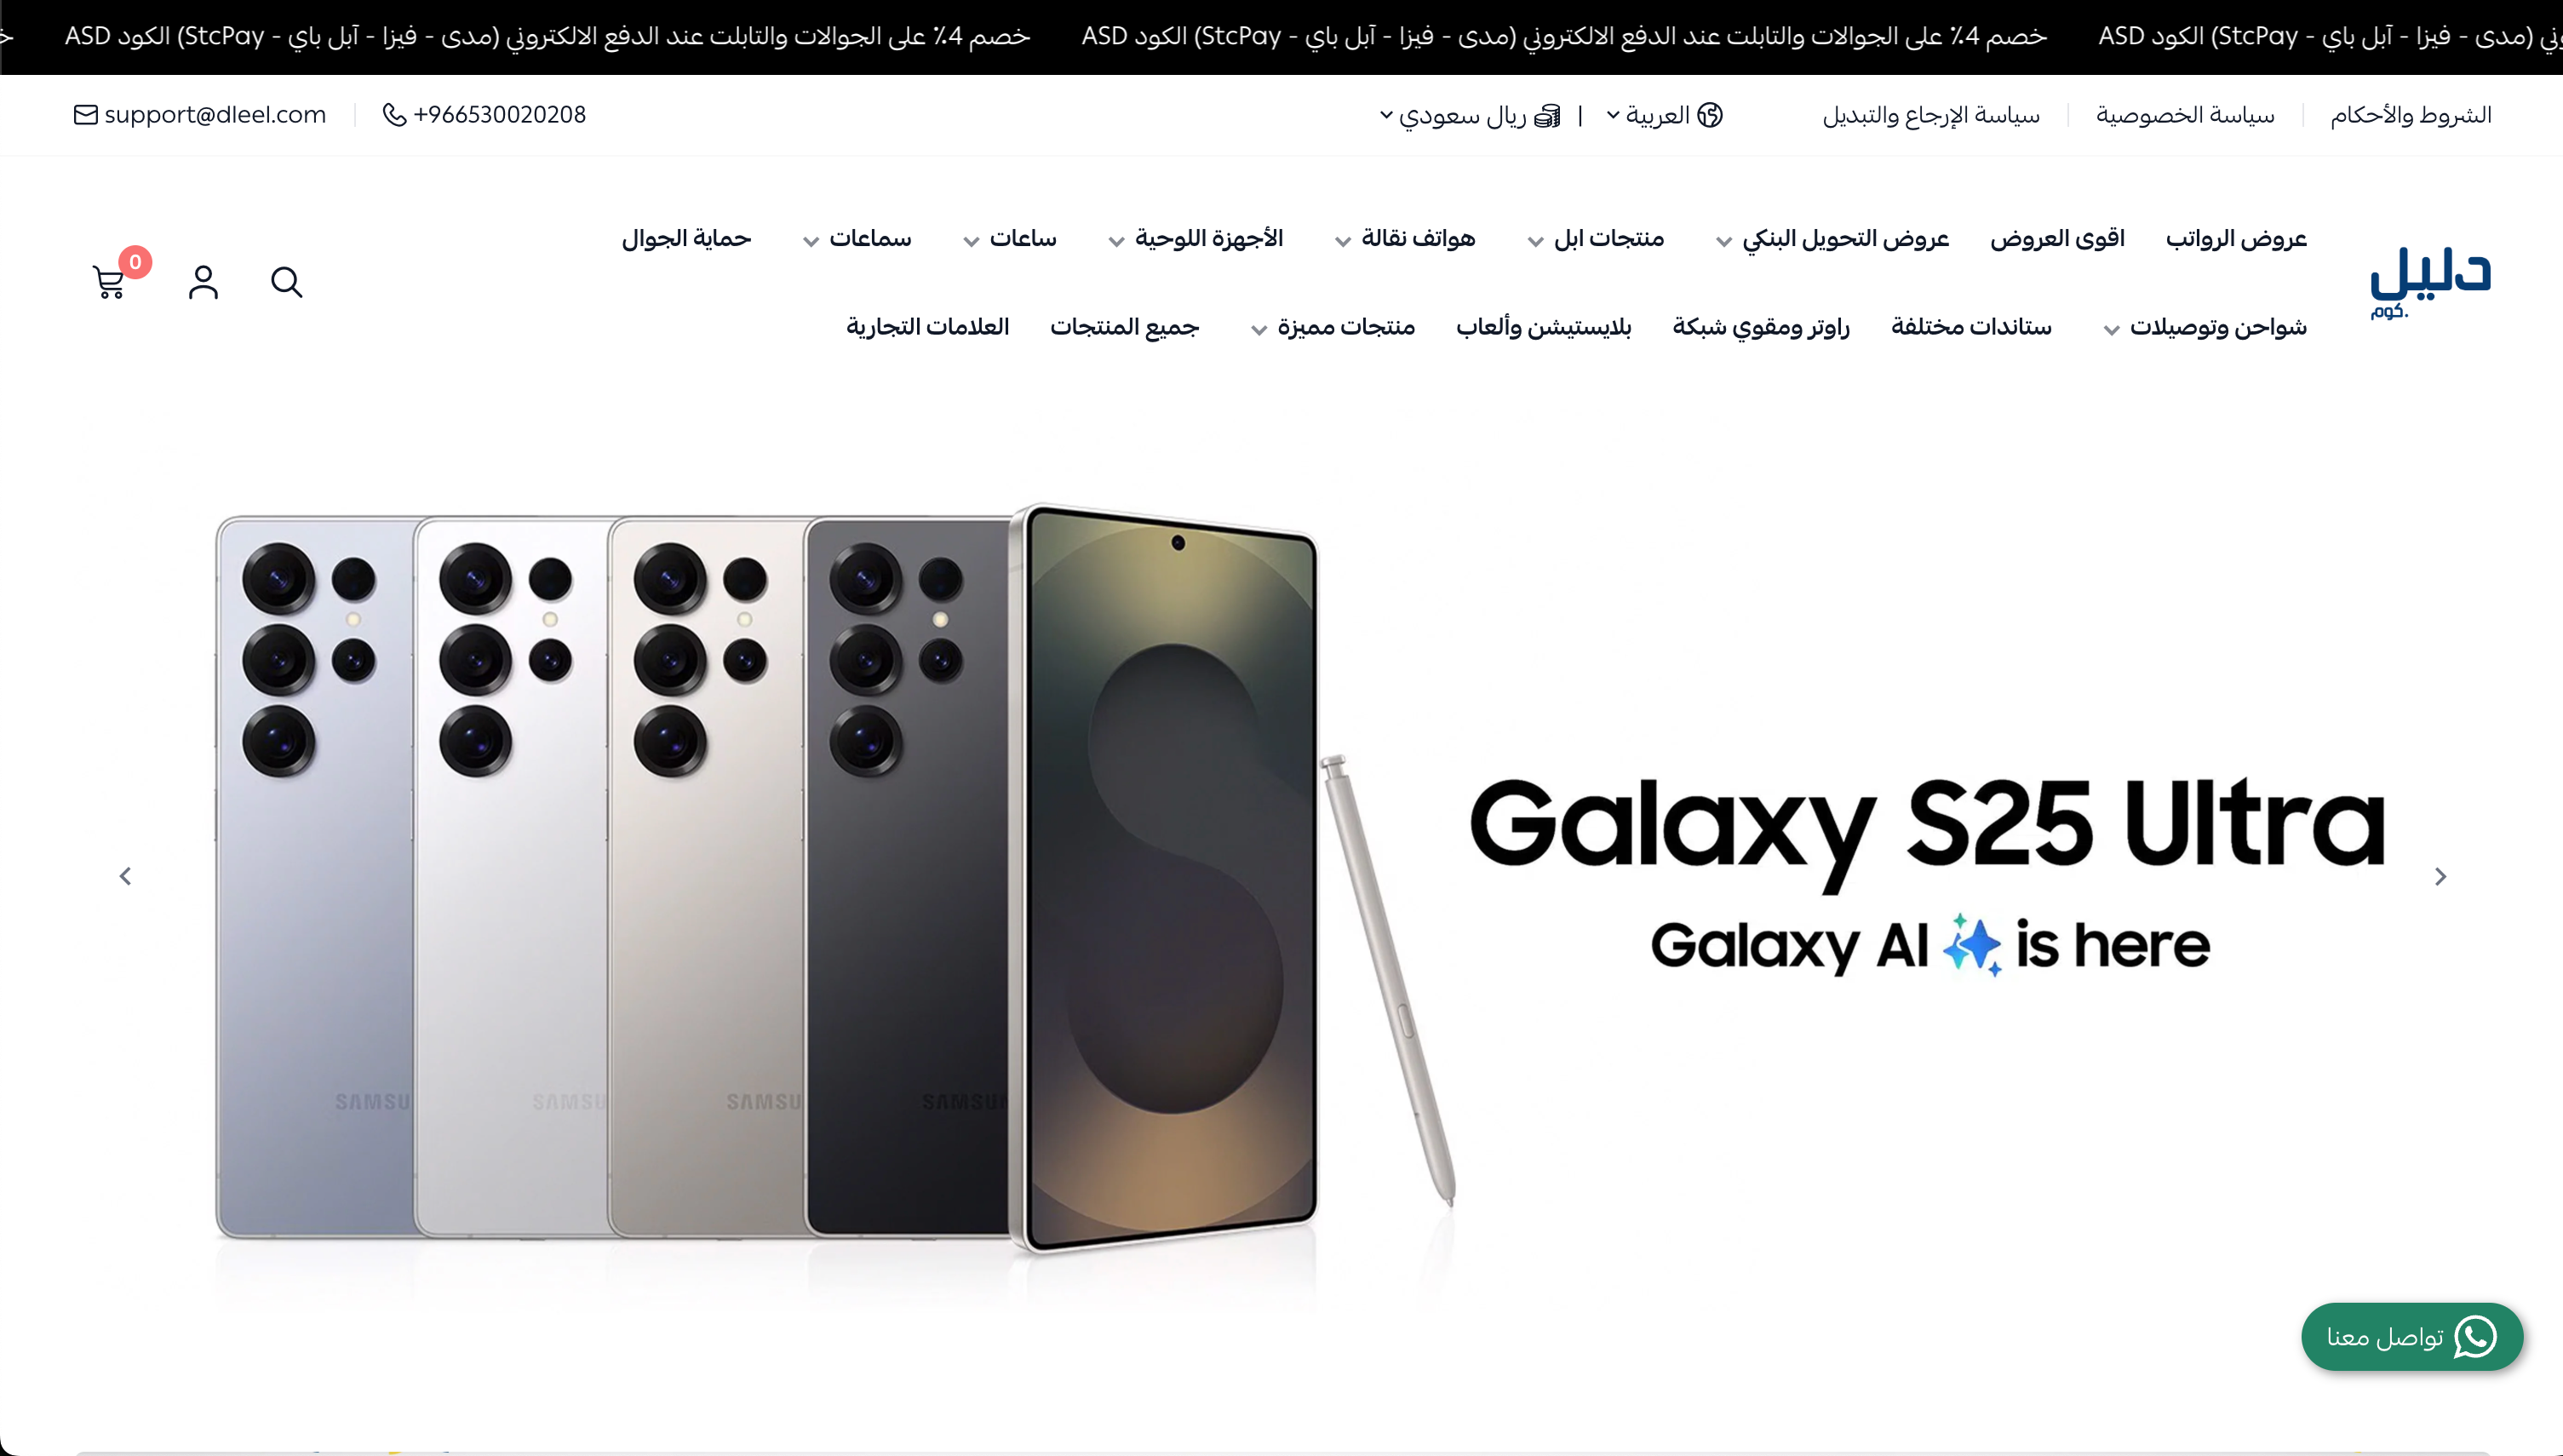 خصم 4٪ على الجوالات والتابلت عند الدفع الالكتروني (مدى - فيزا - آبل باي - StcPay) الكود ASD
خصم 4٪ على الجوالات والتابلت عند الدفع الالكتروني (مدى - فيزا - آبل باي - StcPay) الكود ASD
(مدى - فيزا - آبل باي - StcPay) الكود ASD
الشروط والأحكام
سياسة الخصوصية
سياسة الإرجاع والتبديل
العربية | ريال سعودي
+966530020208
support@dleel.com
دليل
.كوم
عروض الرواتب اقوى العروض عروض التحويل البنكي منتجات ابل هواتف نقالة الأجهزة اللوحية ساعات سماعات حماية الجوال
شواحن وتوصيلات ستاندات مختلفة راوتر ومقوي شبكة بلايستيشن وألعاب منتجات مميزة جميع المنتجات العلامات التجارية
0
Galaxy S25 Ultra
Galaxy AI is here
SAMSU
SAMSU
SAMSU
SAMSUN
تواصل معنا